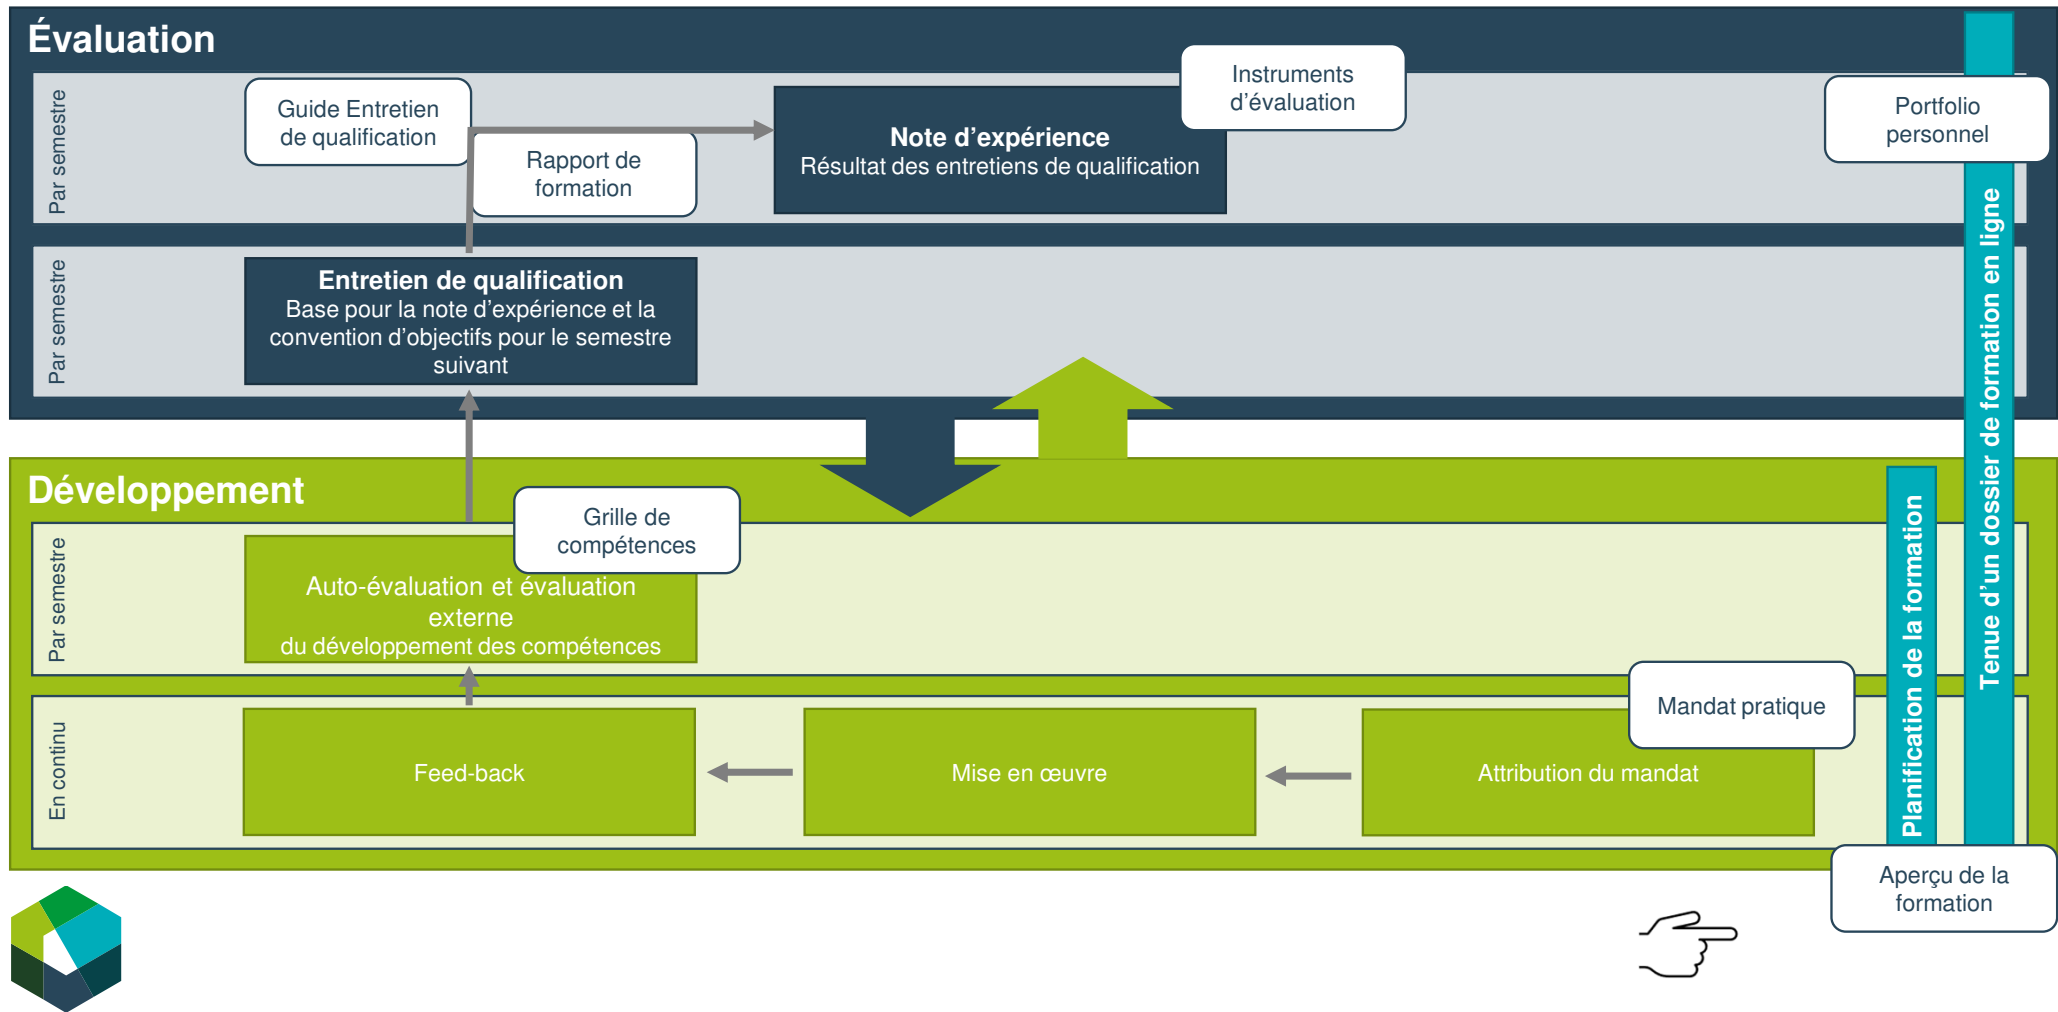 Évaluation
Par semestre
Guide Entretien
de qualification
Rapport de
formation
Note d'expérience
Résultat des entretiens de qualification
Instruments
d'évaluation
Portfolio
personnel
Par semestre
Entretien de qualification
Base pour la note d'expérience et la
convention d'objectifs pour le semestre
suivant
Tenue d'un dossier de formation en ligne
Développement
Par semestre
Grille de
compétences
Auto-évaluation et évaluation
externe
du développement des compétences
Planification de la formation
En continu
Feed-back
Mise en œuvre
Attribution du mandat
Mandat pratique
Aperçu de la
formation